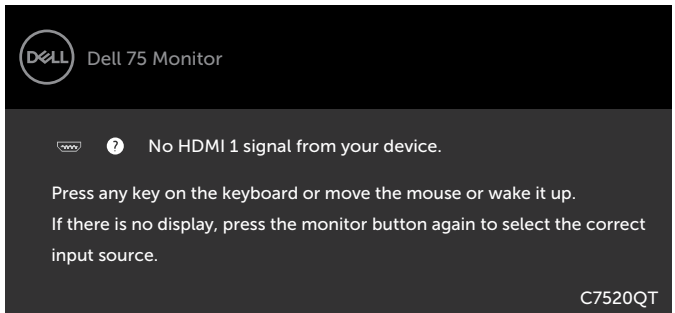 DELL
Dell 75 Monitor
? No HDMI 1 signal from your device.
Press any key on the keyboard or move the mouse or wake it up.
If there is no display, press the monitor button again to select the correct
input source.
C7520QT